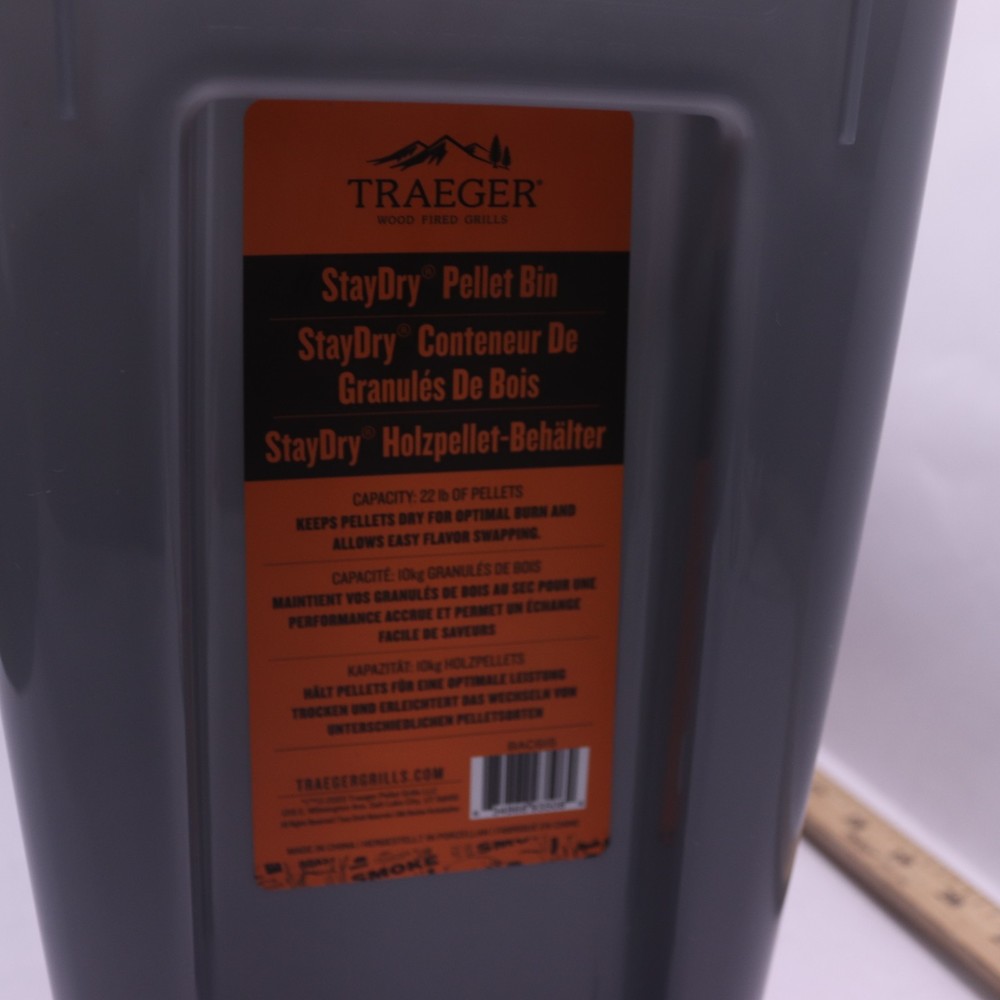 TRAEGER®
WOOD FIRED GRILLS
StayDry® Pellet Bin
StayDry® Conteneur De
Granulés De Bois
StayDry® Holzpellet-Behälter
CAPACITY: 22 lb OF PELLETS
KEEPS PELLETS DRY FOR OPTIMAL BURN AND
ALLOWS EASY FLAVOR SWAPPING.
CAPACITÉ: 10kg GRANULÉS DE BOIS
MAINTIENT VOS GRANULÉS DE BOIS AU SEC POUR UNE
PERFORMANCE ACCRUE ET PERMET UN ÉCHANGE
FACILE DE SAVEURS
KAPAZITÄT: 10kg HOLZPELLETS
HÄLT PELLETS FÜR EINE OPTIMALE LEISTUNG
TROCKEN UND ERLEICHTERT DAS WECHSELN VON
UNTERSCHIEDLICHEN PELLETSORTEN
TRAEGERGRILLS.COM
MADE IN CHINA
SMOKE